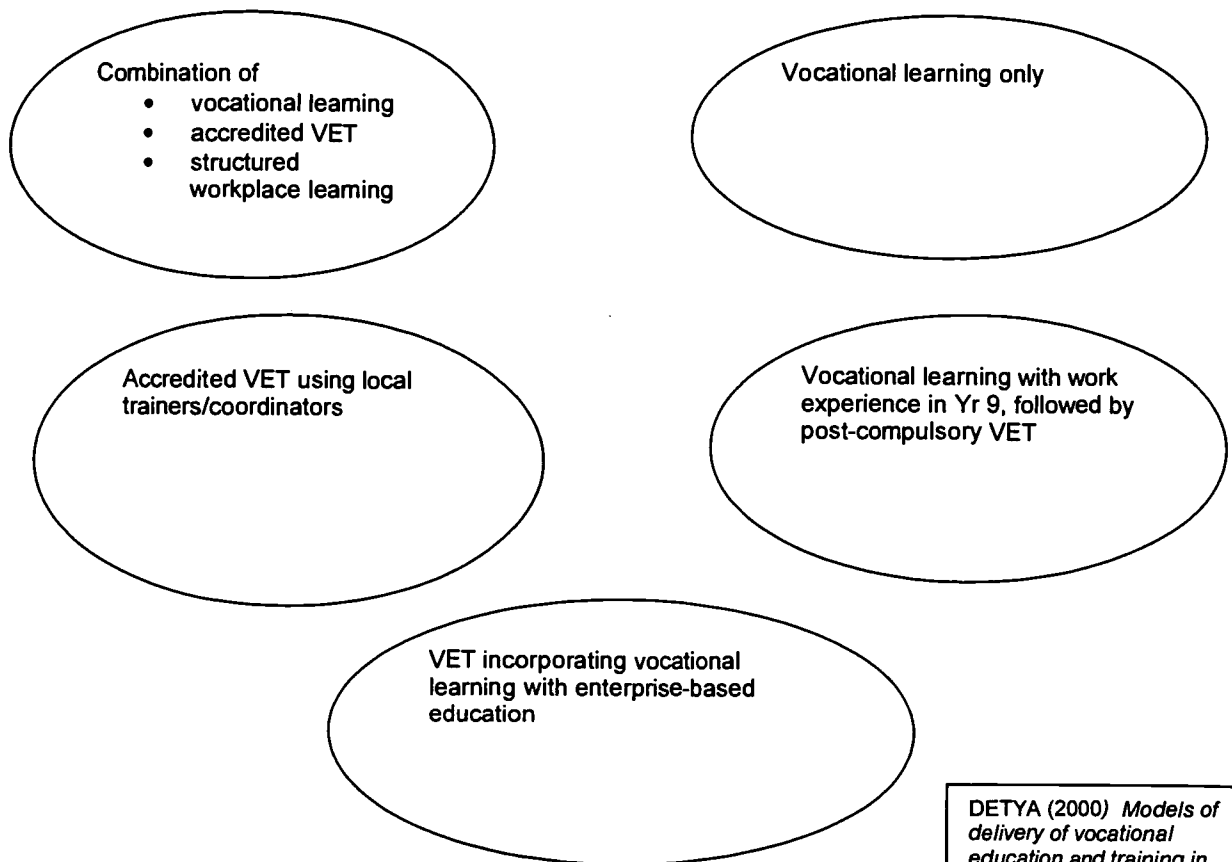 Combination of
• vocational learning
• accredited VET
• structured
workplace learning
Vocational learning only
Accredited VET using local
trainers/coordinators
Vocational learning with work
experience in Yr 9, followed by
post-compulsory VET
VET incorporating vocational
learning with enterprise-based
education
DETYA (2000) Models of
delivery of vocational
education and training in